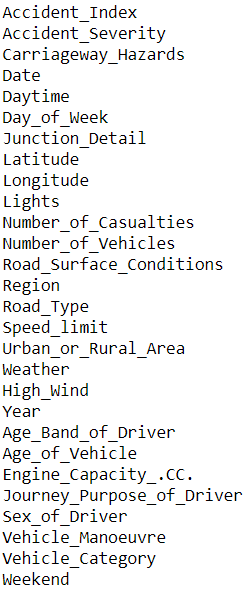 Accident_Index
Accident_Severity
Carriageway_Hazards
Date
Daytime
Day_of_Week
Junction_Detail
Latitude
Longitude
Lights
Number_of_Casualties
Number_of_Vehicles
Road_Surface_Conditions
Region
Road_Type
Speed_limit
Urban_or_Rural_Area
Weather
High_Wind
Year
Age_Band_of_Driver
Age_of_Vehicle
Engine_Capacity_.CC.
Journey_Purpose_of_Driver
Sex_of_Driver
Vehicle_Manoeuvre
Vehicle_Category
Weekend